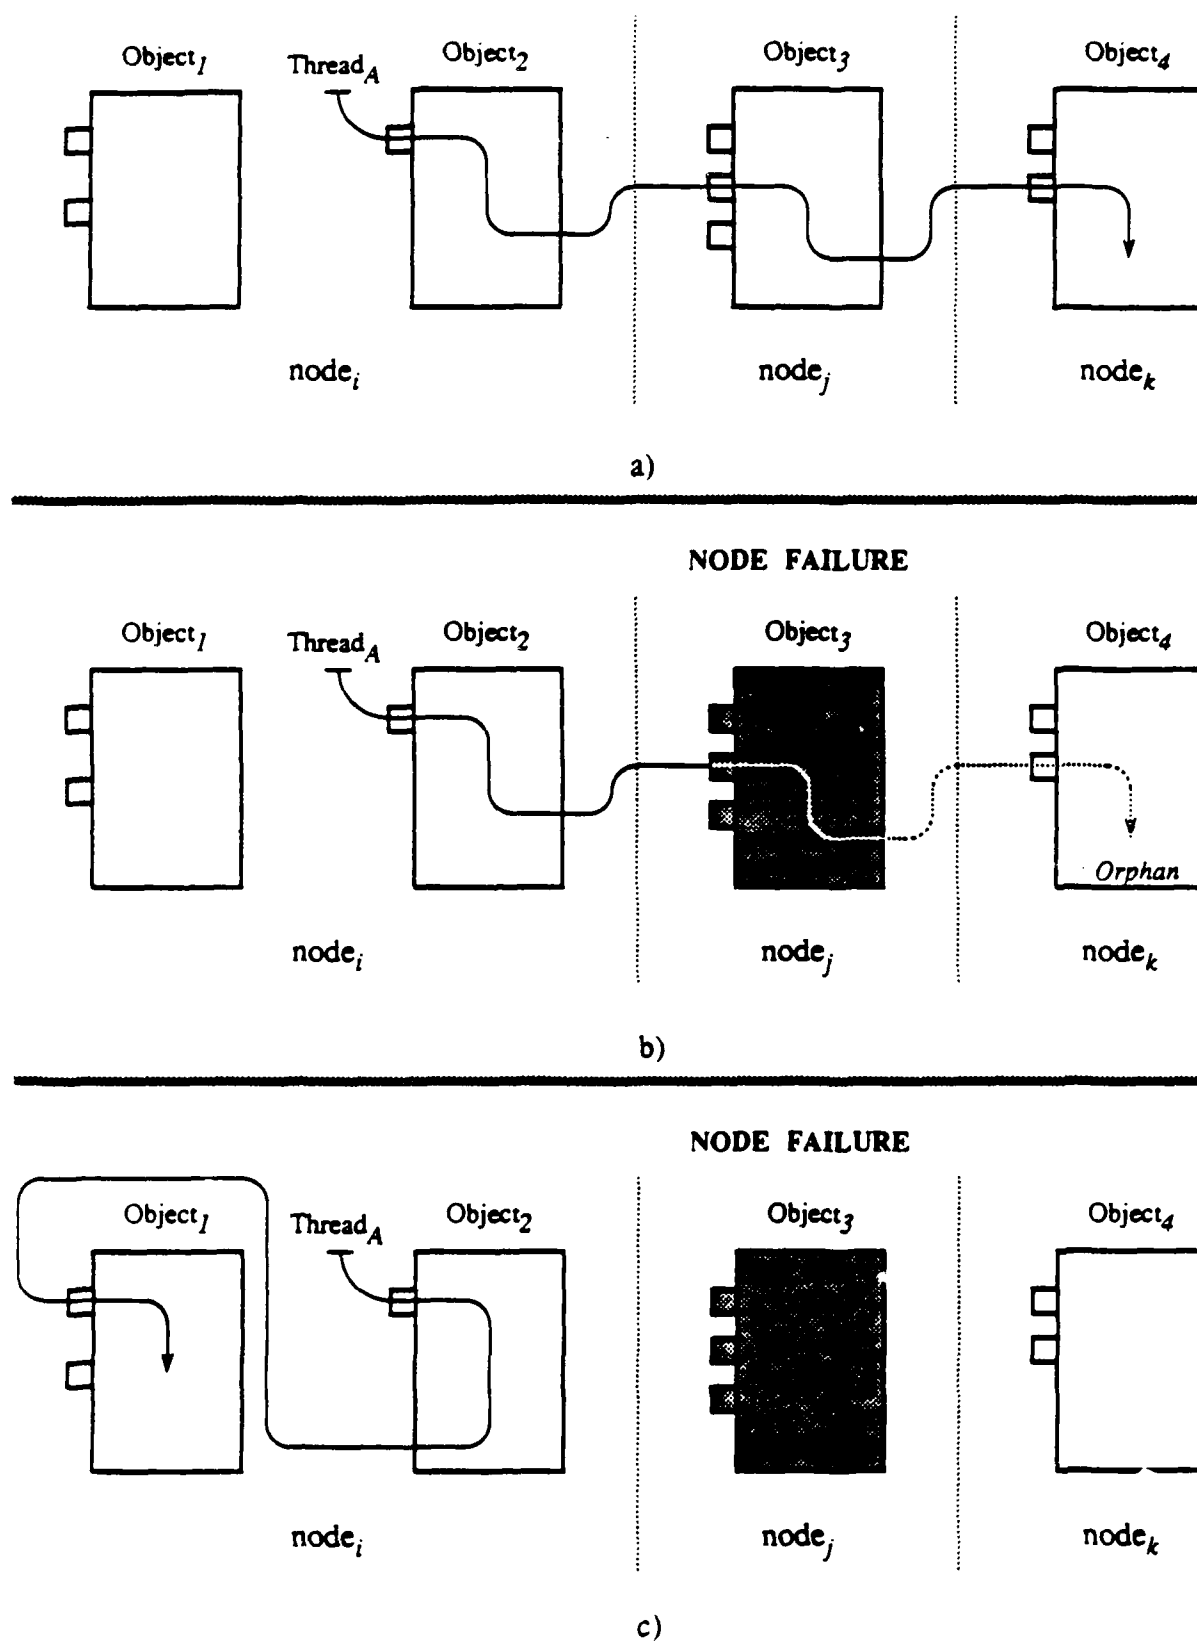 Object1 ThreadA Object2 Object3 Object4
nodei nodej nodek
a)
NODE FAILURE
Object1 ThreadA Object2 Object3 Object4
Orphan
nodei nodej nodek
b)
NODE FAILURE
Object1 ThreadA Object2 Object3 Object4
nodei nodej nodek
c)